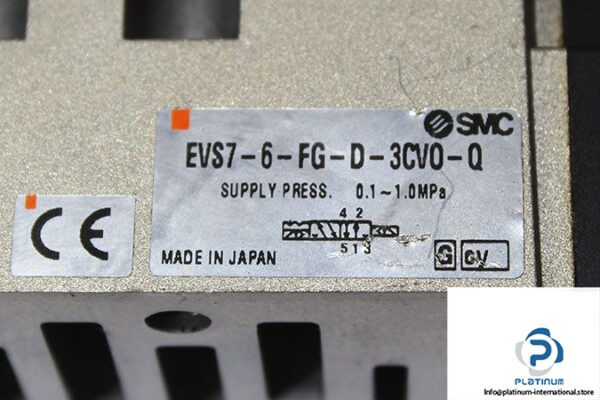 SMC
EVS7-6-FG-D-3CV0-Q
SUPPLY PRESS. 0.1~1.0MPa
4 2
5 1 3
MADE IN JAPAN
G GV
CE
PLATINUM
Info@platinum-international.store